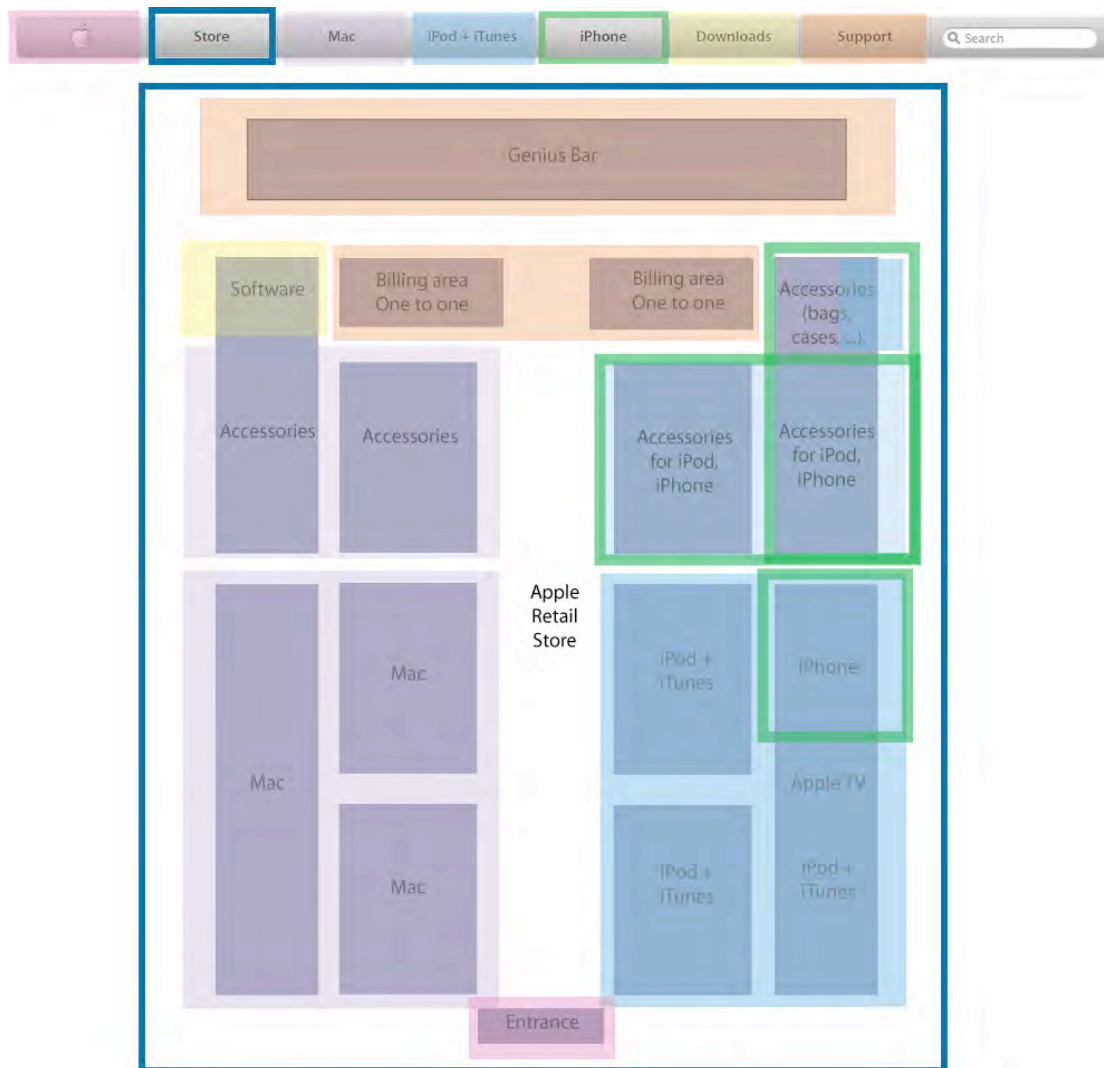 Store
Mac
iPod + iTunes
iPhone
Downloads
Support
Search
Genius Bar
Software
Billing area
One to one
Billing area
One to one
Accessories
(bags,
cases, ...)
Accessories
Accessories
Accessories
for iPod,
iPhone
Accessories
for iPod,
iPhone
Apple
Retail
Store
Mac
Mac
Mac
iPod +
iTunes
iPhone
Apple TV
iPod +
iTunes
iPod +
iTunes
Entrance